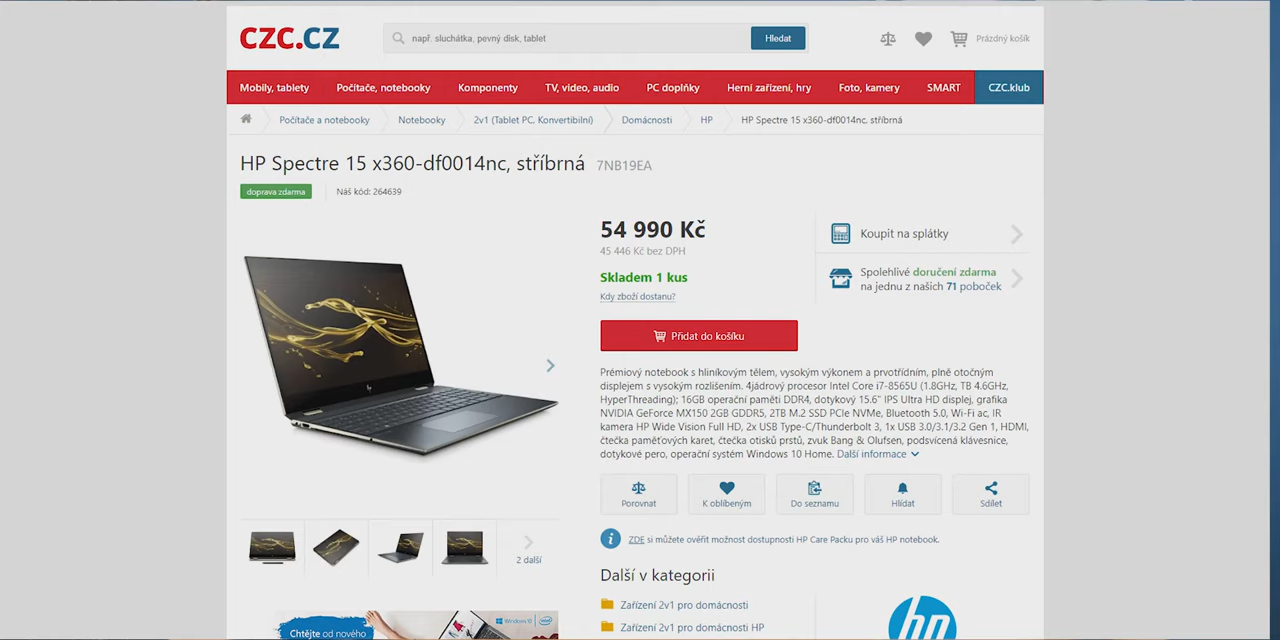 CZC.CZ
např. sluchátka, pevný disk, tablet
Hledat
Prázdný košík
Mobily, tablety
Počítače, notebooky
Komponenty
TV, video, audio
PC doplňky
Herní zařízení, hry
Foto, kamery
SMART
CZC.klub
Počítače a notebooky
Notebooky
2v1 (Tablet PC, Konvertibilní)
Domácnosti
HP
HP Spectre 15 x360-df0014nc, stříbrná
HP Spectre 15 x360-df0014nc, stříbrná 7NB19EA
doprava zdarma
Náš kód: 264639
54 990 Kč
45 446 Kč bez DPH
Skladem 1 kus
Kdy zboží dostanu?
Koupit na splátky
Spolehlivé doručení zdarma
na jednu z našich 71 poboček
Přidat do košíku
Prémiový notebook s hliníkovým tělem, vysokým výkonem a prvotřídním, plně otočným
displejem s vysokým rozlišením. 4jádrový procesor Intel Core i7-8565U (1.8GHz, TB 4.6GHz,
HyperThreading); 16GB operační paměti DDR4, dotykový 15.6" IPS Ultra HD displej, grafika
NVIDIA GeForce MX150 2GB GDDR5, 2TB M.2 SSD PCIe NVMe, Bluetooth 5.0, Wi-Fi ac, IR
kamera HP Wide Vision Full HD, 2x USB Type-C/Thunderbolt 3, 1x USB 3.0/3.1/3.2 Gen 1, HDMI,
čtečka paměťových karet, čtečka otisků prstů, zvuk Bang & Olufsen, podsvícená klávesnice,
dotykové pero, operační systém Windows 10 Home. Další informace
Porovnat
K oblíbeným
Do seznamu
Hlídat
Sdílet
2 další
ZDE si můžete ověřit možnost dostupnosti HP Care Packu pro váš HP notebook.
Další v kategorii
Zařízení 2v1 pro domácnosti
Zařízení 2v1 pro domácnosti HP
hp
Chtějte od nového
Windows 10